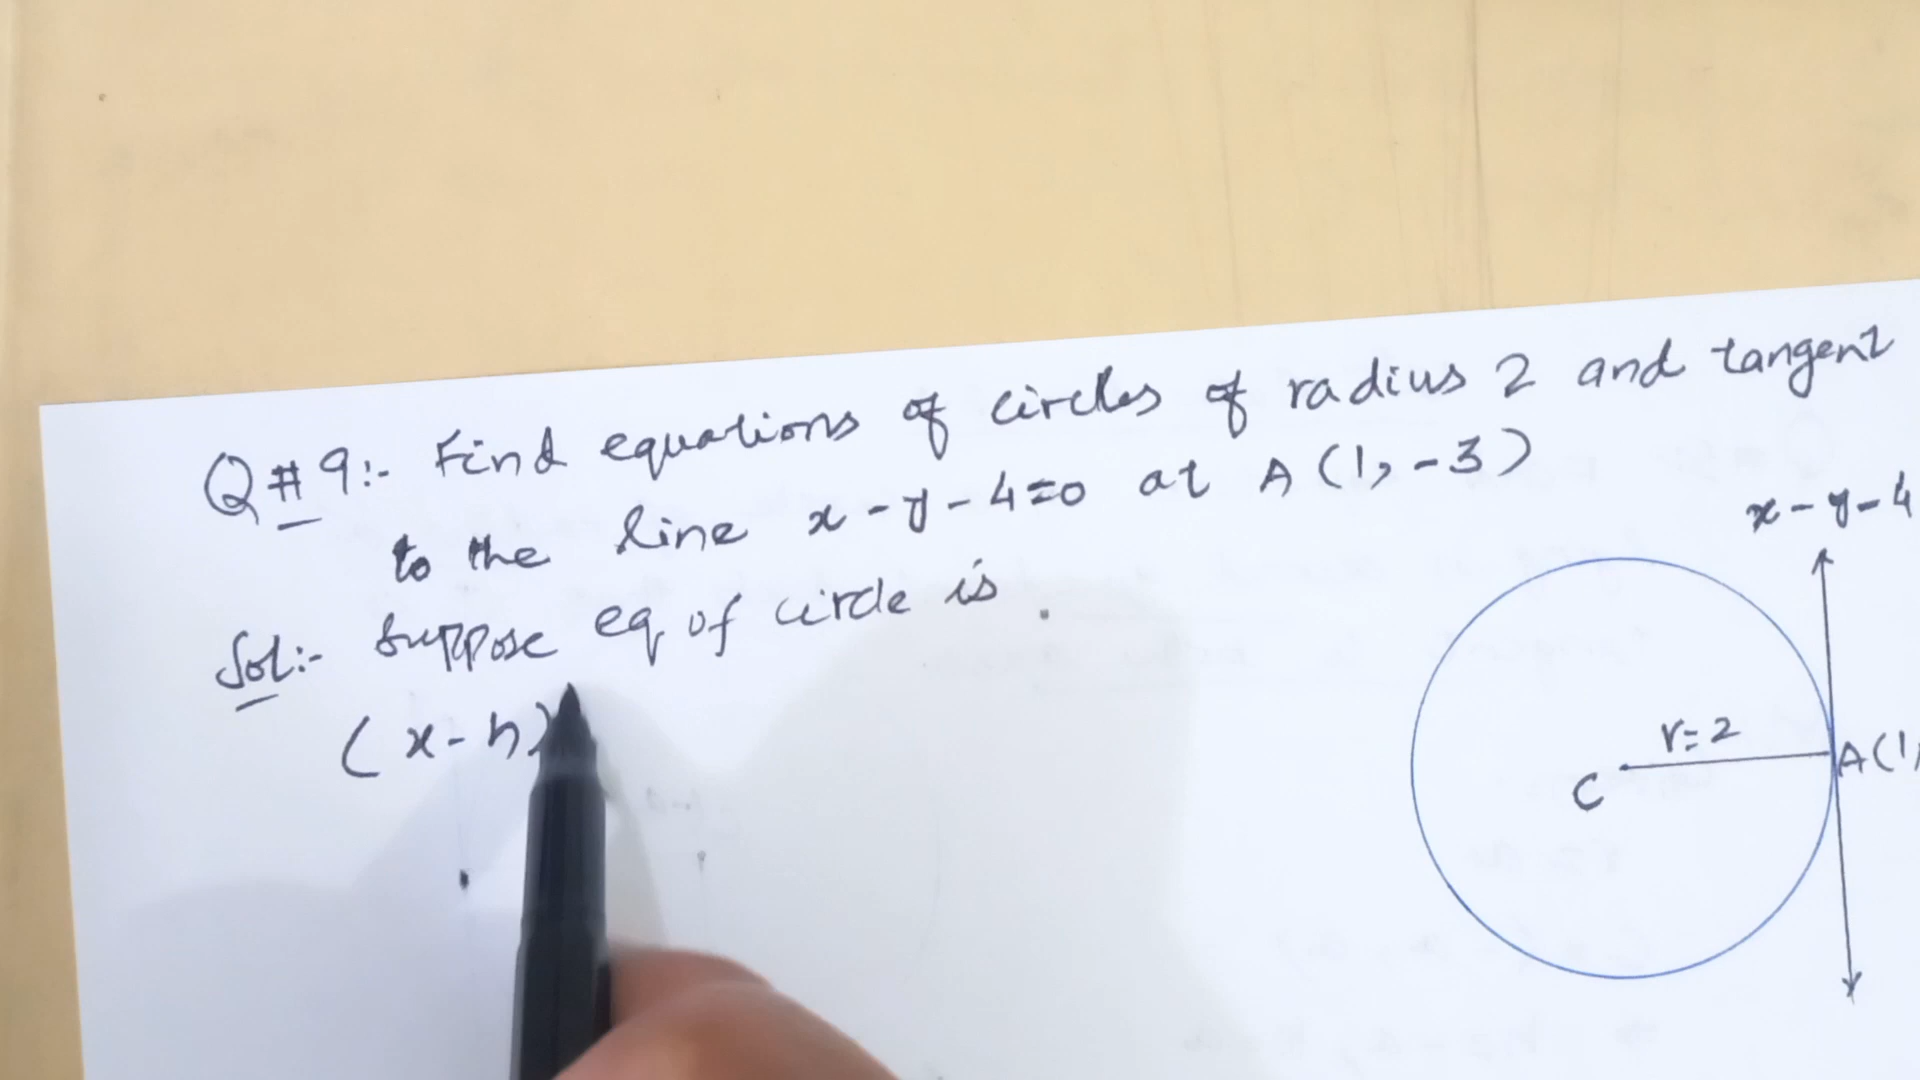 Q # 9:- Find equations of circles of radius 2 and tangent
to the line x - y - 4 = 0 at A (1, -3)
Sol:- Suppose eq of circle is .
( x - h)
x - y - 4
r = 2
C
A (1,